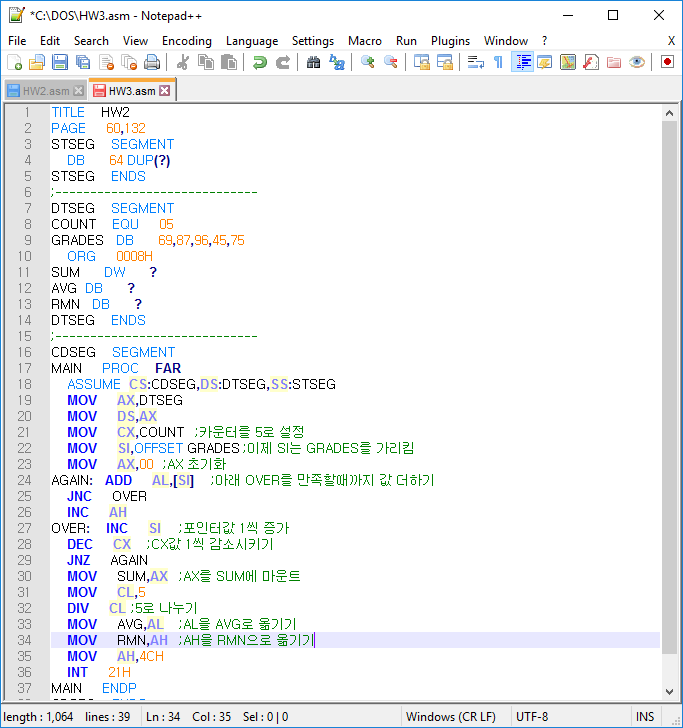 *C:\DOS\HW3.asm - Notepad++
File Edit Search View Encoding Language Settings Macro Run Plugins Window ? X
HW2.asm HW3.asm
1 TITLE HW2
2 PAGE 60,132
3 STSEG SEGMENT
4 DB 64 DUP(?)
5 STSEG ENDS
6 ;-----------------------------
7 DTSEG SEGMENT
8 COUNT EQU 05
9 GRADES DB 69,87,96,45,75
10 ORG 0008H
11 SUM DW ?
12 AVG DB ?
13 RMN DB ?
14 DTSEG ENDS
15 ;-----------------------------
16 CDSEG SEGMENT
17 MAIN PROC FAR
18 ASSUME CS:CDSEG,DS:DTSEG,SS:STSEG
19 MOV AX,DTSEG
20 MOV DS,AX
21 MOV CX,COUNT ;카운터를 5로 설정
22 MOV SI,OFFSET GRADES ;이제 SI는 GRADES를 가리킴
23 MOV AX,00 ;AX 초기화
24 AGAIN: ADD AL,[SI] ;아래 OVER를 만족할때까지 값 더하기
25 JNC OVER
26 INC AH
27 OVER: INC SI ;포인터값 1씩 증가
28 DEC CX ;CX값 1씩 감소시키기
29 JNZ AGAIN
30 MOV SUM,AX ;AX를 SUM에 마운트
31 MOV CL,5
32 DIV CL ;5로 나누기
33 MOV AVG,AL ;AL을 AVG로 옮기기
34 MOV RMN,AH ;AH을 RMN으로 옮기기
35 MOV AH,4CH
36 INT 21H
37 MAIN ENDP
length : 1,064 lines : 39 Ln : 34 Col : 35 Sel : 0 | 0 Windows (CR LF) UTF-8 INS